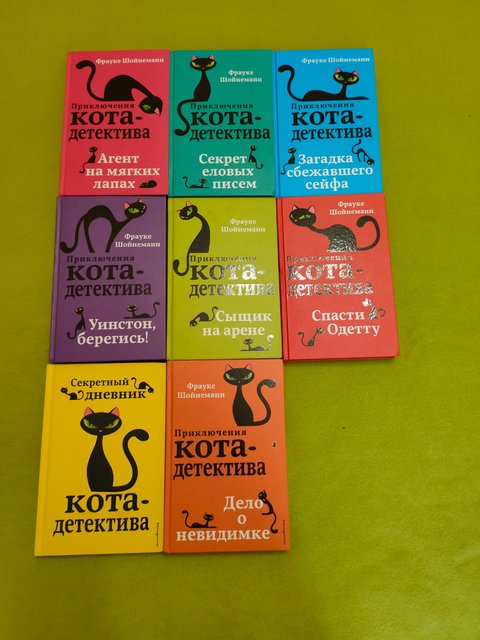 Фрауке
Шойнеманн
Приключения
кота-
детектива
Агент
на мягких
лапах
Фрауке
Шойнеманн
Приключения
кота-
детектива
Секрет
еловых
писем
Фрауке Шойнеманн
Приключения
кота-
детектива
Загадка
сбежавшего
сейфа
Фрауке
Шойнеманн
Приключения
кота-
детектива
Уинстон,
берегись!
Фрауке
Шойнеманн
Приключения
кота-
детектива
Сыщик
на арене
Фрауке
Шойнеманн
Приключения
кота-
детектива
Спасти
Одетту
Секретный
дневник
кота-
детектива
Фрауке
Шойнеманн
Приключения
кота-
детектива
Дело
о
невидимке